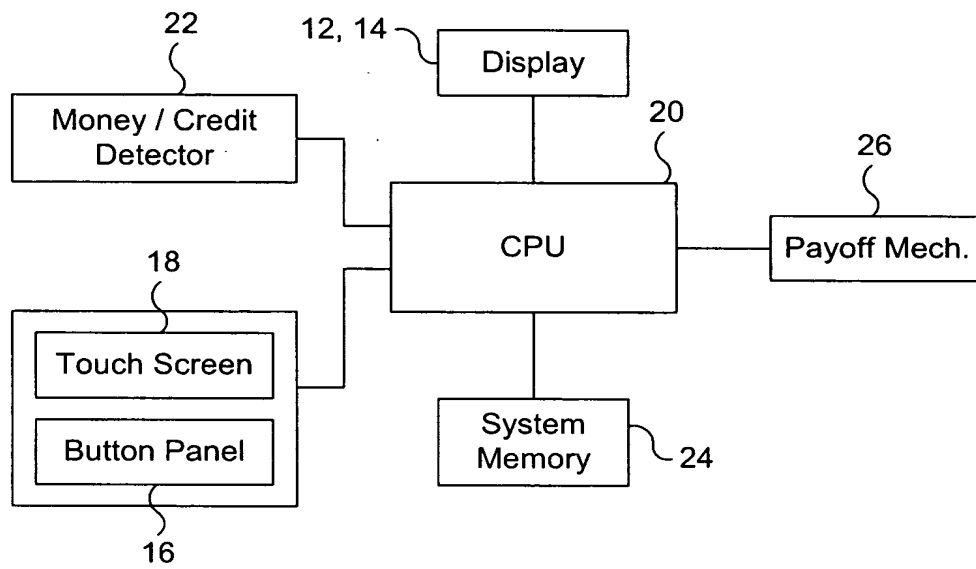 22
12, 14
Display
Money / Credit
Detector
20
26
CPU
Payoff Mech.
18
Touch Screen
Button Panel
System
Memory
24
16